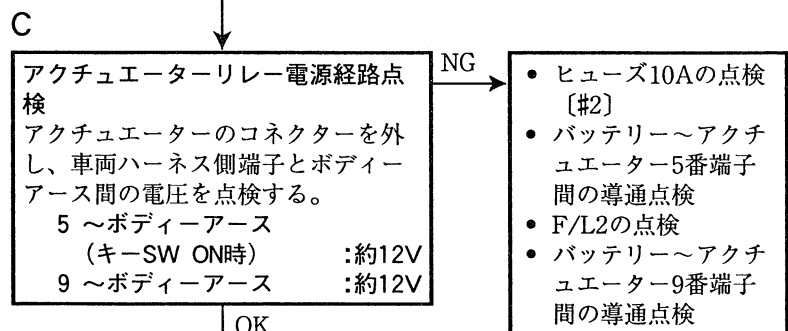 C
アクチュエーターリレー電源経路点
検
アクチュエーターのコネクターを外
し、車両ハーネス側端子とボディー
アース間の電圧を点検する。
5 ～ボディーアース
(キーSW ON時) :約12V
9 ～ボディーアース :約12V
NG
• ヒューズ10Aの点検
〔#2〕
• バッテリー～アクチ
ュエーター5番端子
間の導通点検
• F/L2の点検
• バッテリー～アクチ
ュエーター9番端子
間の導通点検
OK